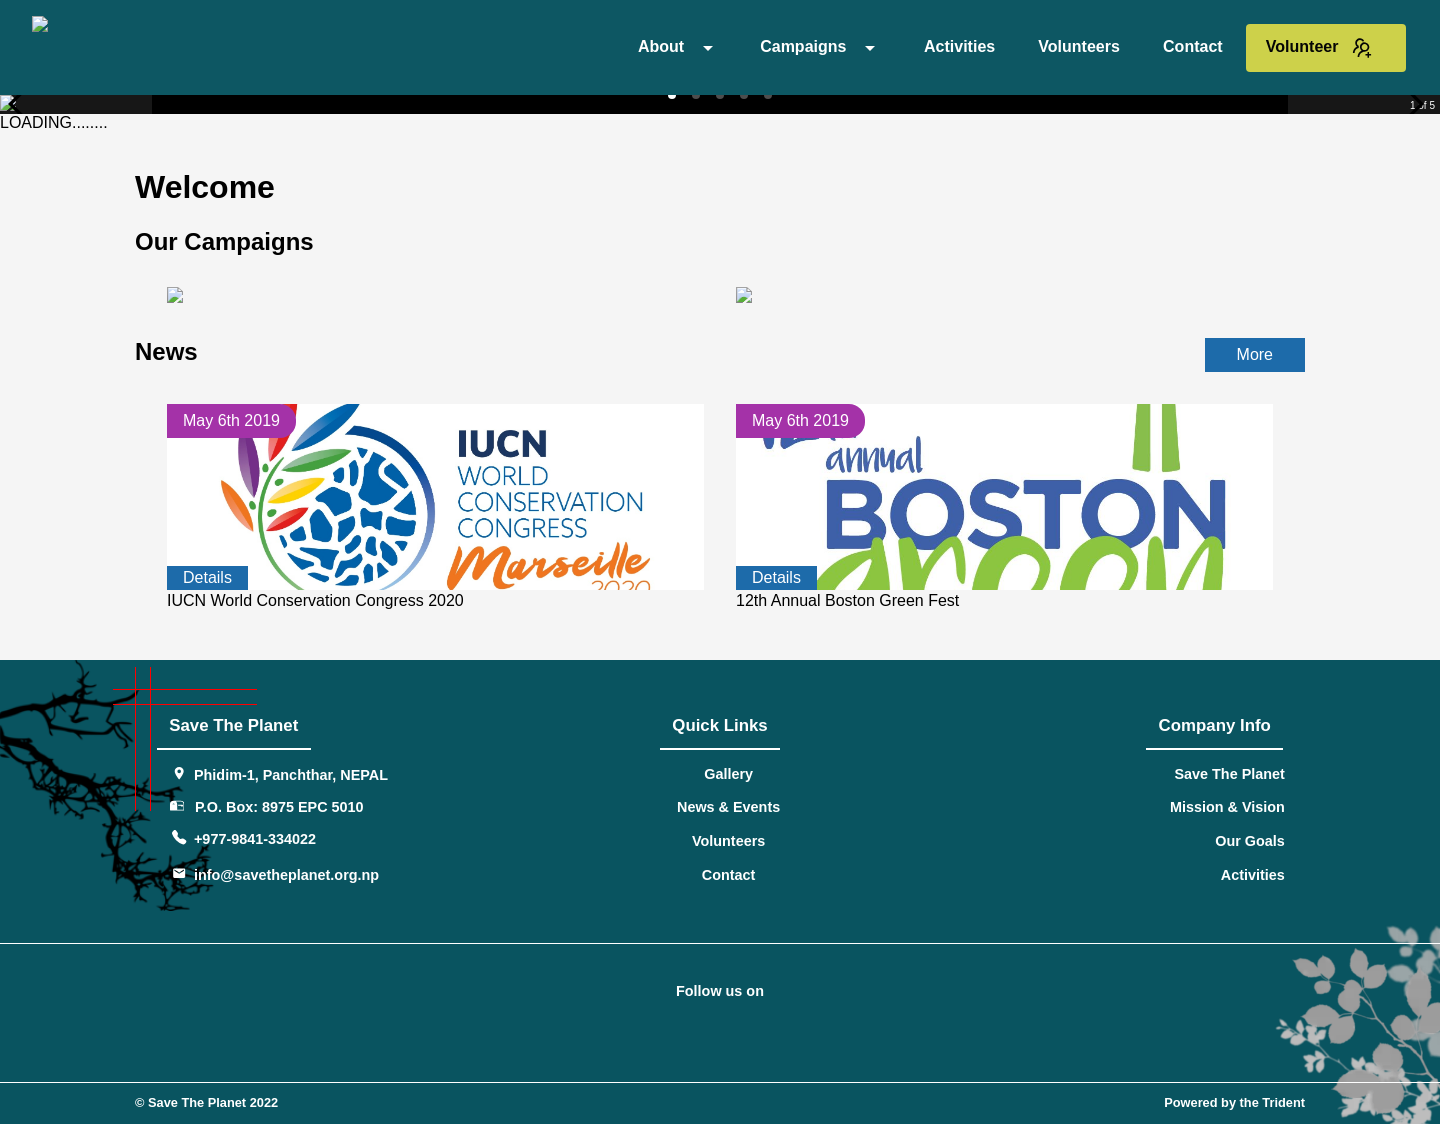 About
Campaigns
Activities
Volunteers
Contact
Volunteer
1 of 5
LOADING........
Welcome
Our Campaigns
News
More
May 6th 2019
IUCN
WORLD
CONSERVATION
CONGRESS
Marseille
2020
Details
IUCN World Conservation Congress 2020
May 6th 2019
annual
BOSTON
green
Details
12th Annual Boston Green Fest
Save The Planet
Phidim-1, Panchthar, NEPAL
P.O. Box: 8975 EPC 5010
+977-9841-334022
info@savetheplanet.org.np
Quick Links
Gallery
News & Events
Volunteers
Contact
Company Info
Save The Planet
Mission & Vision
Our Goals
Activities
Follow us on
© Save The Planet 2022
Powered by the Trident